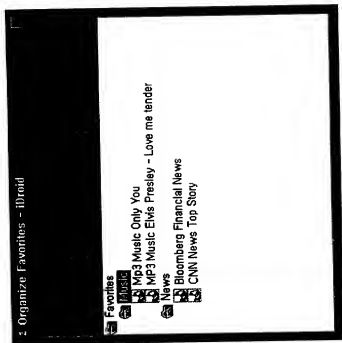 Organize Favorites - iDroid
Favorites
Music
Mp3 Music Only You
MP3 Music Elvis Presley - Love me tender
News
Bloomberg Financial News
CNN News Top Story